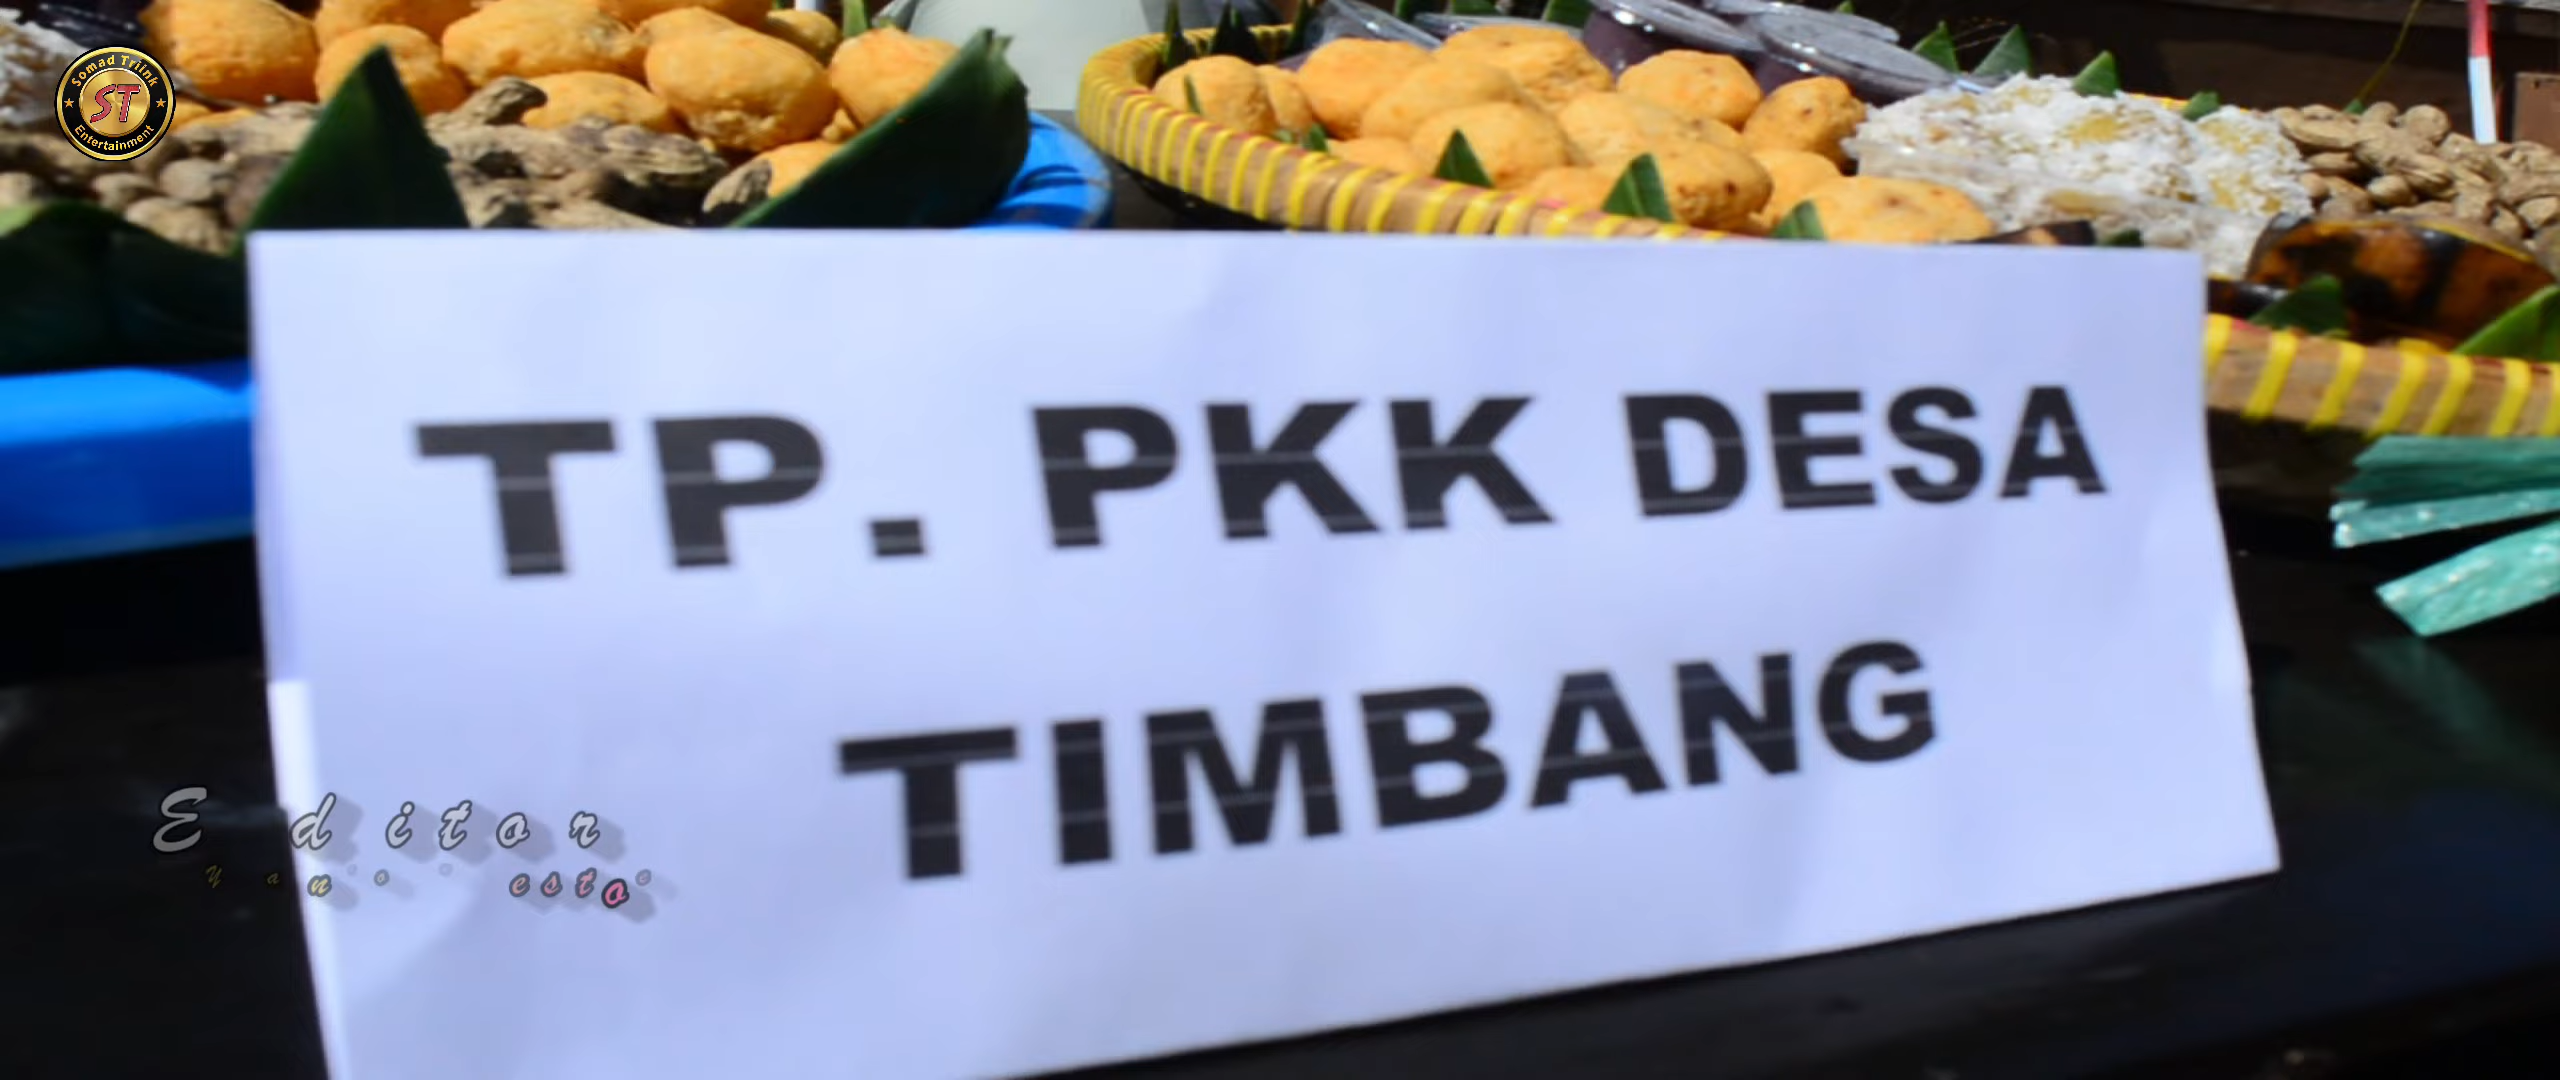 Somad Triink
ST
Entertainment
TP. PKK DESA
TIMBANG
Editor